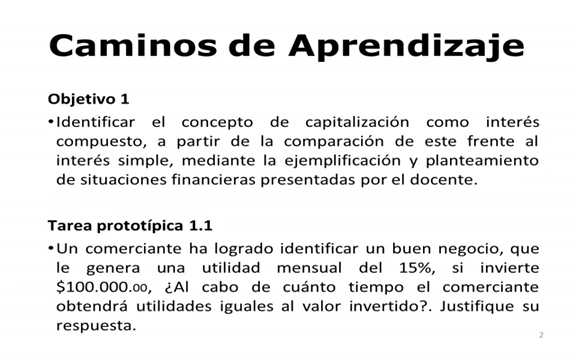 Caminos de Aprendizaje
Objetivo 1
•Identificar el concepto de capitalización como interés
compuesto, a partir de la comparación de este frente al
interés simple, mediante la ejemplificación y planteamiento
de situaciones financieras presentadas por el docente.
Tarea prototípica 1.1
•Un comerciante ha logrado identificar un buen negocio, que
le genera una utilidad mensual del 15%, si invierte
$100.000.00, ¿Al cabo de cuánto tiempo el comerciante
obtendrá utilidades iguales al valor invertido?. Justifique su
respuesta.
2